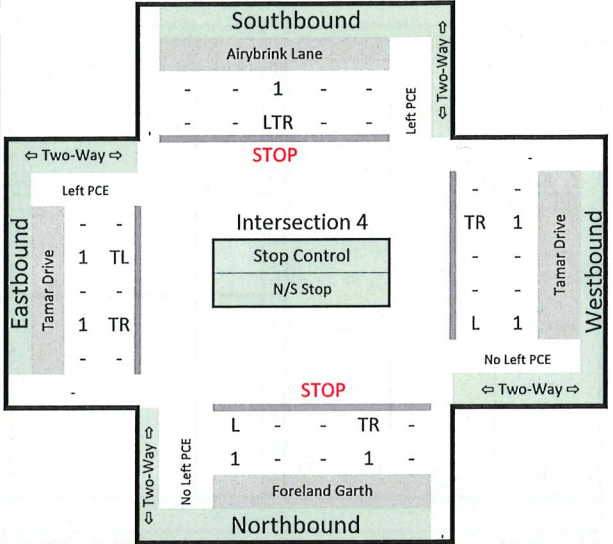 Southbound
Airybrink Lane
- - 1 - -
- - LTR - -
STOP
Left PCE
⇦ Two-Way ⇨
⇦ Two-Way ⇨
Left PCE
Eastbound
Tamar Drive
- -
1 TL
- -
1 TR
- -
-
Intersection 4
Stop Control
N/S Stop
-
- -
TR 1
- -
- -
L 1
Tamar Drive
Westbound
No Left PCE
⇦ Two-Way ⇨
STOP
L - - TR -
1 - - 1 -
Foreland Garth
Northbound
No Left PCE
⇦ Two-Way ⇨